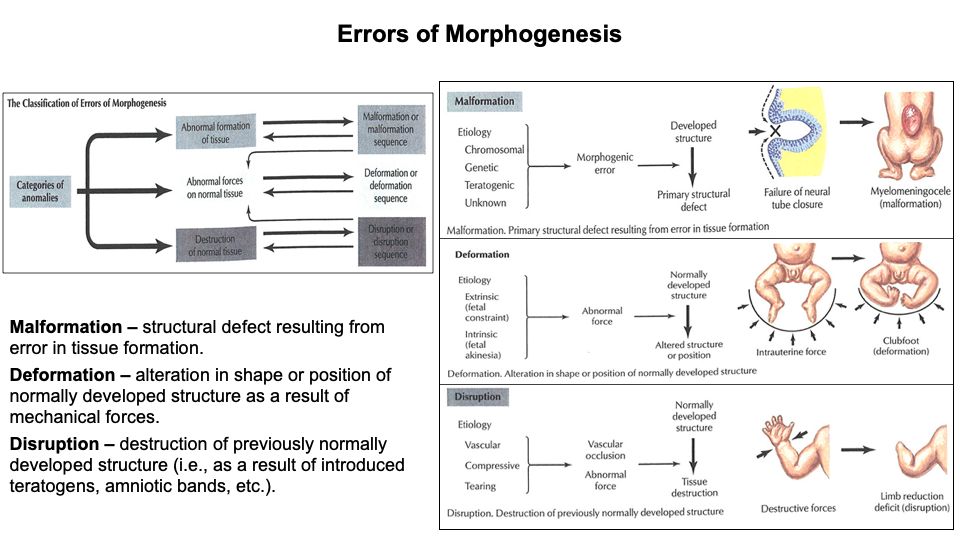 Errors of Morphogenesis
The Classification of Errors of Morphogenesis
Categories of
anomalies
Abnormal formation
of tissue
Malformation or
malformation
sequence
Abnormal forces
on normal tissue
Deformation or
deformation
sequence
Destruction
of normal tissue
Disruption or
disruption
sequence
Malformation – structural defect resulting from
error in tissue formation.
Deformation – alteration in shape or position of
normally developed structure as a result of
mechanical forces.
Disruption – destruction of previously normally
developed structure (i.e., as a result of introduced
teratogens, amniotic bands, etc.).
Malformation
Etiology
Chromosomal
Genetic
Teratogenic
Unknown
Morphogenic
error
Developed
structure
Primary structural
defect
X
Failure of neural
tube closure
Myelomeningocele
(malformation)
Malformation. Primary structural defect resulting from error in tissue formation
Deformation
Etiology
Extrinsic
(fetal
constraint)
Intrinsic
(fetal
akinesia)
Abnormal
force
Normally
developed
structure
Altered structure
or position
Intrauterine force
Clubfoot
(deformation)
Deformation. Alteration in shape or position of normally developed structure
Disruption
Etiology
Vascular
Compressive
Tearing
Vascular
occlusion
Abnormal
force
Normally
developed
structure
Tissue
destruction
Destructive forces
Limb reduction
deficit (disruption)
Disruption. Destruction of previously normally developed structure